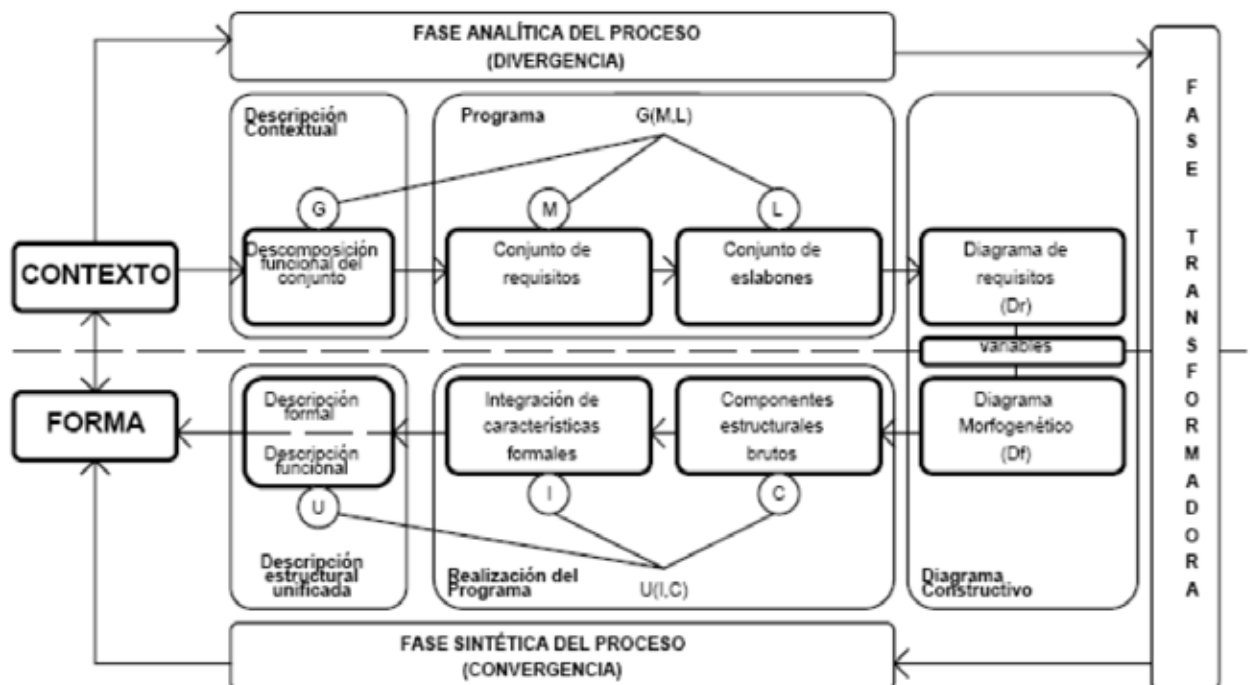 FASE ANALÍTICA DEL PROCESO
(DIVERGENCIA)
Descripción
Contextual
Programa
G(M,L)
G
M
L
CONTEXTO
Descomposición
funcional del
conjunto
Conjunto de
requisitos
Conjunto de
eslabones
Diagrama de
requisitos
(Dr)
variables
FORMA
Descripción
formal
Descripción
funcional
Integración de
características
formales
Componentes
estructurales
brutos
Diagrama
Morfogenético
(Df)
U
I
C
Descripción
estructural
unificada
Realización del
Programa
U(I,C)
Diagrama
Constructivo
FASE SINTÉTICA DEL PROCESO
(CONVERGENCIA)
FASE TRANSFORMADORA